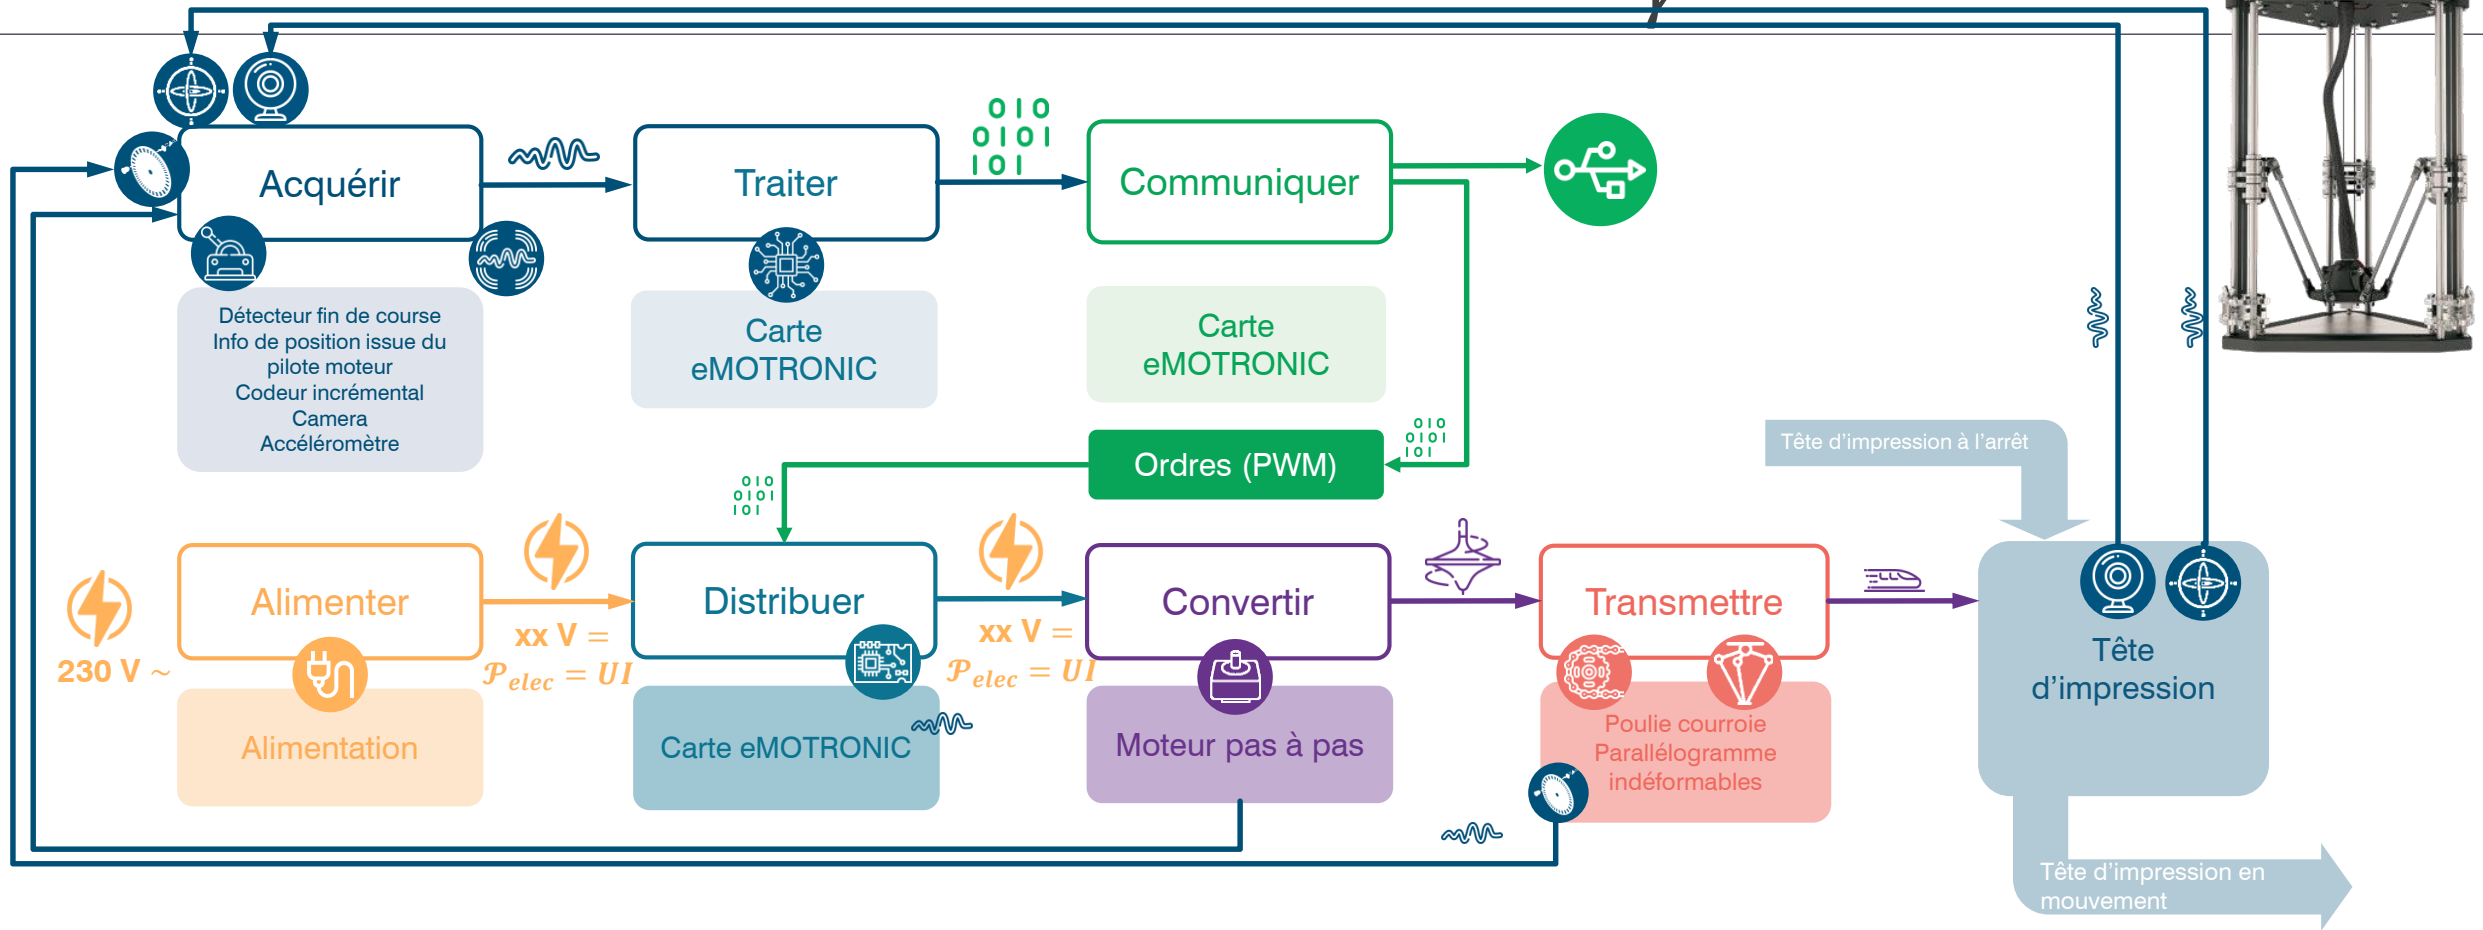 010
0101
101
Acquérir
Traiter
Communiquer
Détecteur fin de course
Info de position issue du
pilote moteur
Codeur incrémental
Camera
Accéléromètre
Carte
eMOTRONIC
Carte
eMOTRONIC
Ordres (PWM)
010
0101
101
010
0101
101
Tête d'impression à l'arrêt
230 V ~
Alimenter
xx V =
𝒫elec = UI
Distribuer
xx V =
𝒫elec = UI
Convertir
Transmettre
Tête
d'impression
Alimentation
Carte eMOTRONIC
Moteur pas à pas
Poulie courroie
Parallélogramme
indéformables
Tête d'impression en
mouvement